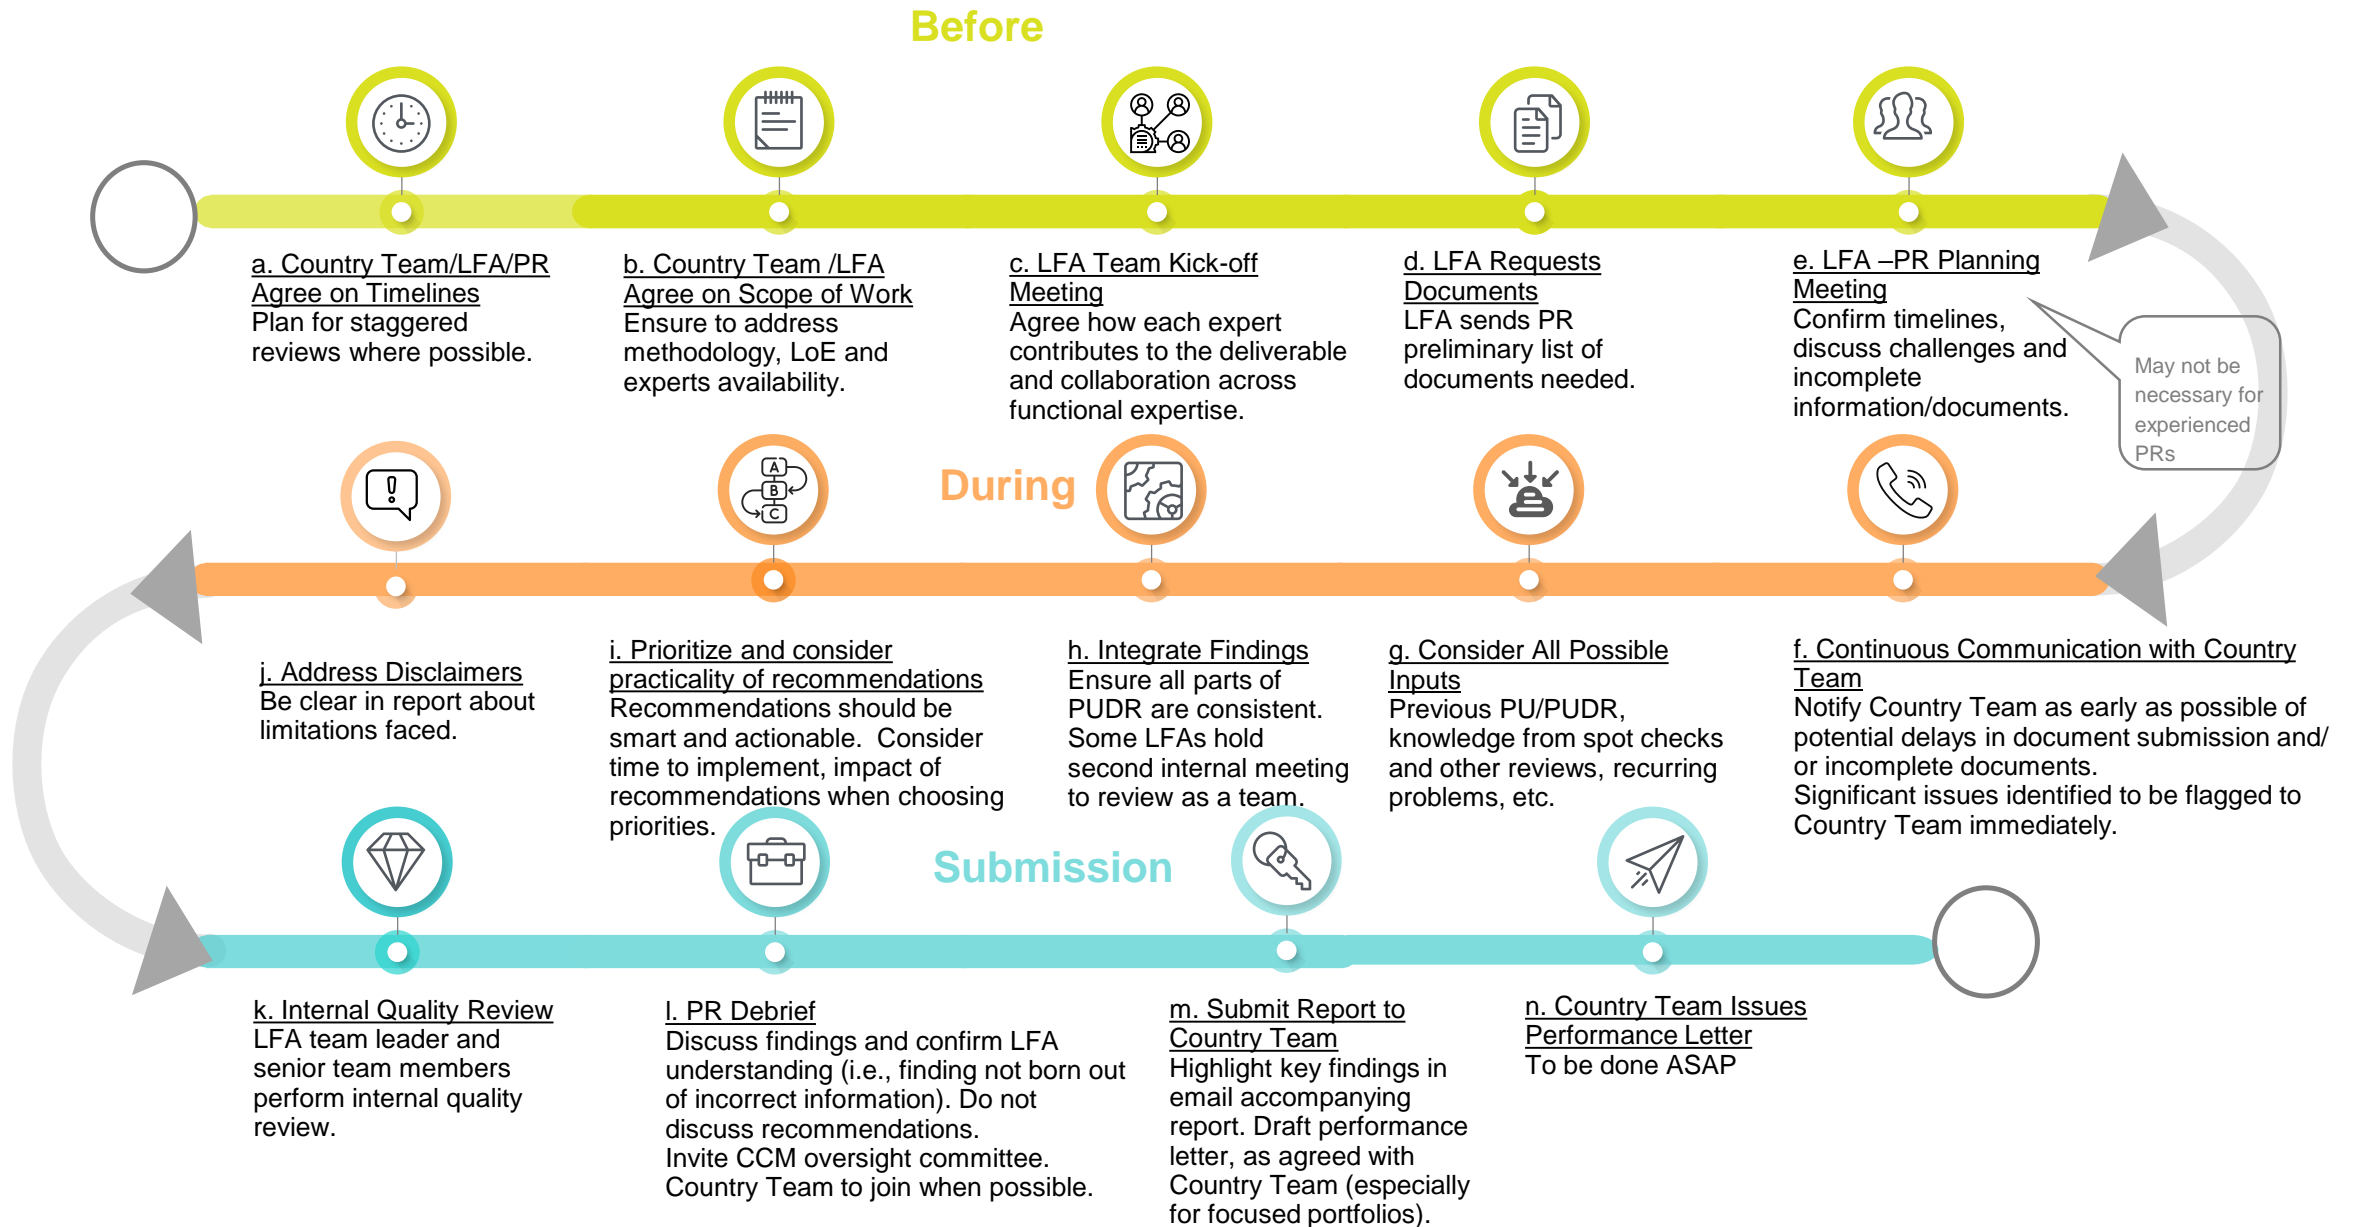 Before
a. Country Team/LFA/PR
Agree on Timelines
Plan for staggered
reviews where possible.
b. Country Team /LFA
Agree on Scope of Work
Ensure to address
methodology, LoE and
experts availability.
c. LFA Team Kick-off
Meeting
Agree how each expert
contributes to the deliverable
and collaboration across
functional expertise.
d. LFA Requests
Documents
LFA sends PR
preliminary list of
documents needed.
e. LFA –PR Planning
Meeting
Confirm timelines,
discuss challenges and
incomplete
information/documents.
May not be
necessary for
experienced
PRs
During
A
B
C
j. Address Disclaimers
Be clear in report about
limitations faced.
i. Prioritize and consider
practicality of recommendations
Recommendations should be
smart and actionable.  Consider
time to implement, impact of
recommendations when choosing
priorities.
h. Integrate Findings
Ensure all parts of
PUDR are consistent.
Some LFAs hold
second internal meeting
to review as a team.
g. Consider All Possible
Inputs
Previous PU/PUDR,
knowledge from spot checks
and other reviews, recurring
problems, etc.
f. Continuous Communication with Country
Team
Notify Country Team as early as possible of
potential delays in document submission and/
or incomplete documents.
Significant issues identified to be flagged to
Country Team immediately.
Submission
k. Internal Quality Review
LFA team leader and
senior team members
perform internal quality
review.
l. PR Debrief
Discuss findings and confirm LFA
understanding (i.e., finding not born out
of incorrect information). Do not
discuss recommendations.
Invite CCM oversight committee.
Country Team to join when possible.
m. Submit Report to
Country Team
Highlight key findings in
email accompanying
report. Draft performance
letter, as agreed with
Country Team (especially
for focused portfolios).
n. Country Team Issues
Performance Letter
To be done ASAP